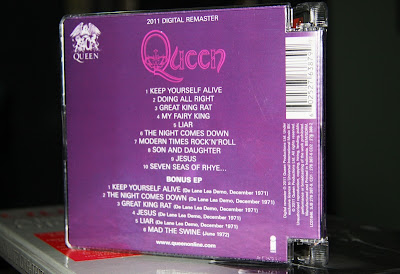 2011 DIGITAL REMASTER
QUEEN
Queen
1 KEEP YOURSELF ALIVE
2 DOING ALL RIGHT
3 GREAT KING RAT
4 MY FAIRY KING
5 LIAR
6 THE NIGHT COMES DOWN
7 MODERN TIMES ROCK'N'ROLL
8 SON AND DAUGHTER
9 JESUS
10 SEVEN SEAS OF RHYE...
BONUS EP
1 KEEP YOURSELF ALIVE (De Lane Lea Demo, December 1971)
2 THE NIGHT COMES DOWN (De Lane Lea Demo, December 1971)
3 GREAT KING RAT (De Lane Lea Demo, December 1971)
4 JESUS (De Lane Lea Demo, December 1971)
5 LIAR (De Lane Lea Demo, December 1971)
6 MAD THE SWINE (June 1972)
www.queenonline.com